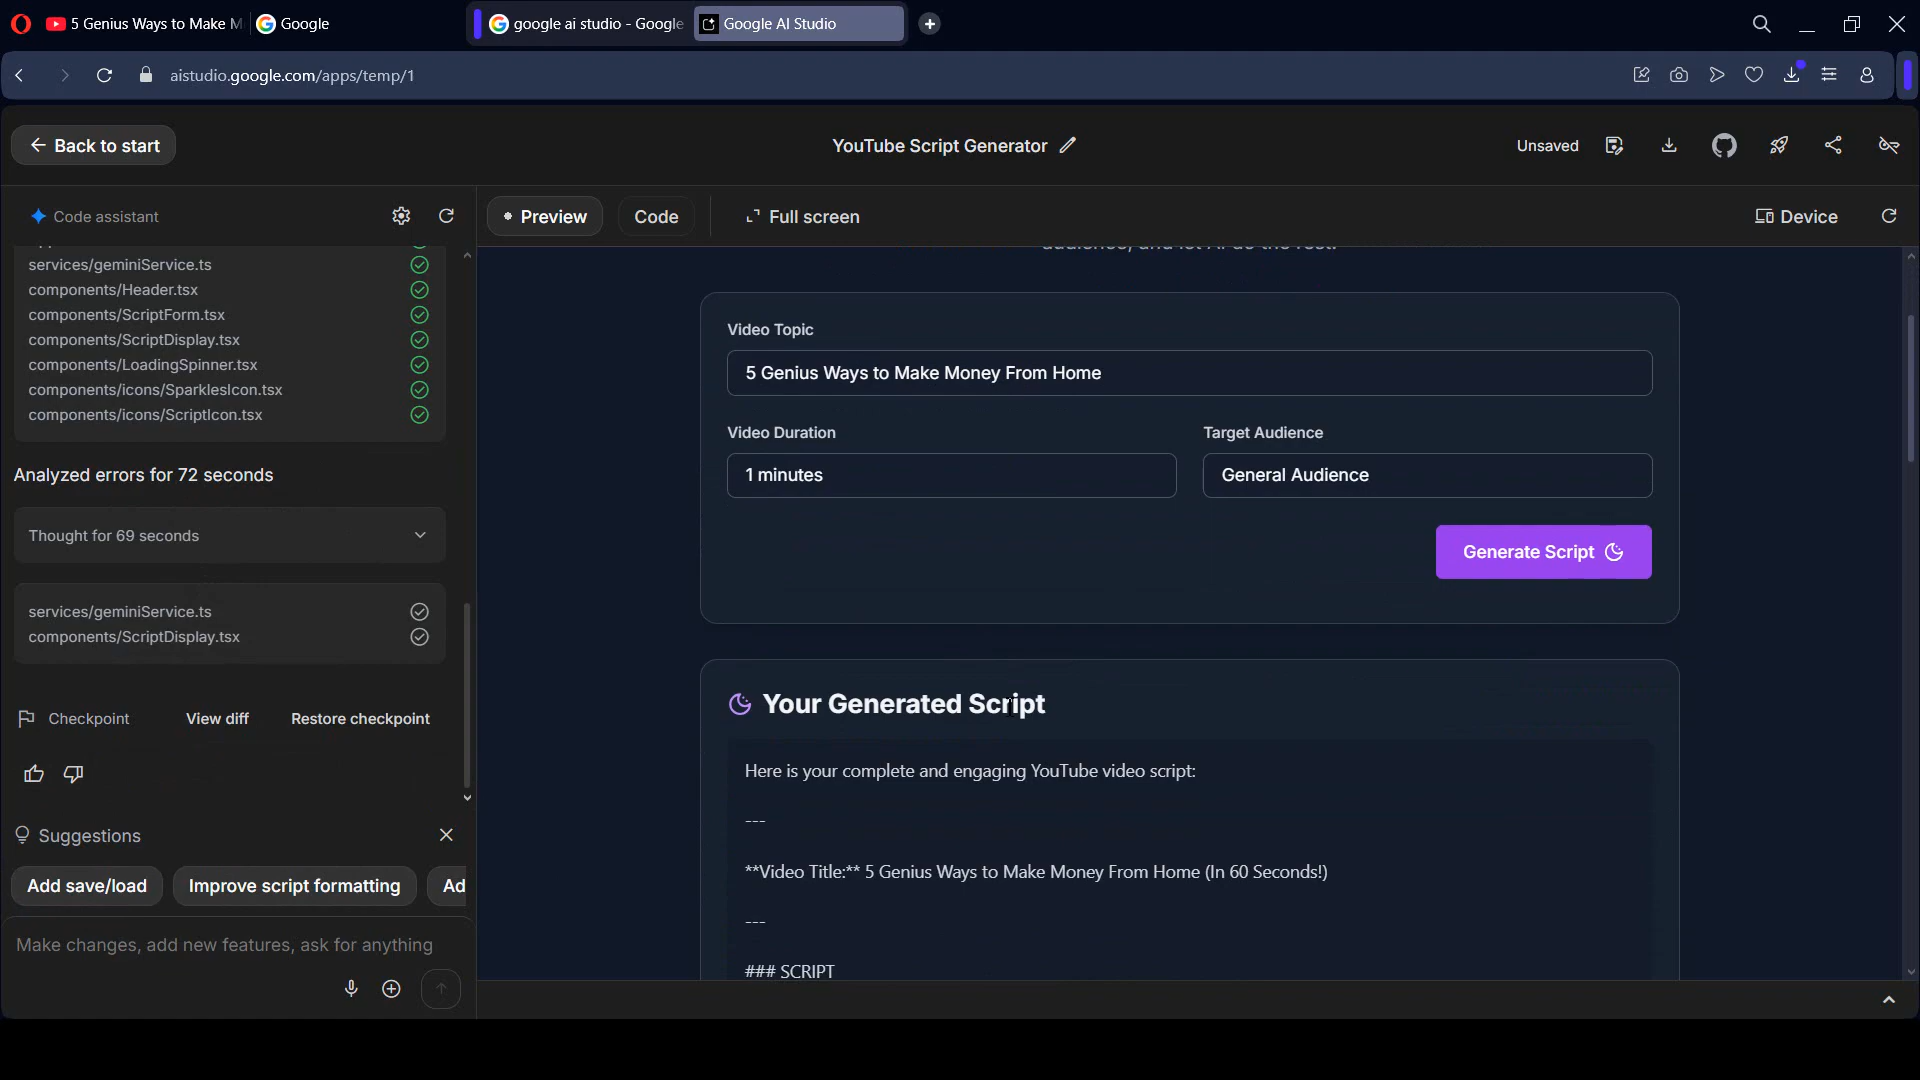 5 Genius Ways to Make M
Google
google ai studio - Google
Google AI Studio
aistudio.google.com/apps/temp/1
Back to start
YouTube Script Generator
Unsaved
Code assistant
Preview
Code
Full screen
Device
services/geminiService.ts
components/Header.tsx
components/ScriptForm.tsx
components/ScriptDisplay.tsx
components/LoadingSpinner.tsx
components/icons/SparklesIcon.tsx
components/icons/ScriptIcon.tsx
Analyzed errors for 72 seconds
Thought for 69 seconds
services/geminiService.ts
components/ScriptDisplay.tsx
Checkpoint
View diff
Restore checkpoint
Suggestions
Add save/load
Improve script formatting
Ad
Make changes, add new features, ask for anything
audience, and let AI do the rest.
Video Topic
5 Genius Ways to Make Money From Home
Video Duration
Target Audience
1 minutes
General Audience
Generate Script
Your Generated Script
Here is your complete and engaging YouTube video script:
---
**Video Title:** 5 Genius Ways to Make Money From Home (In 60 Seconds!)
---
### SCRIPT